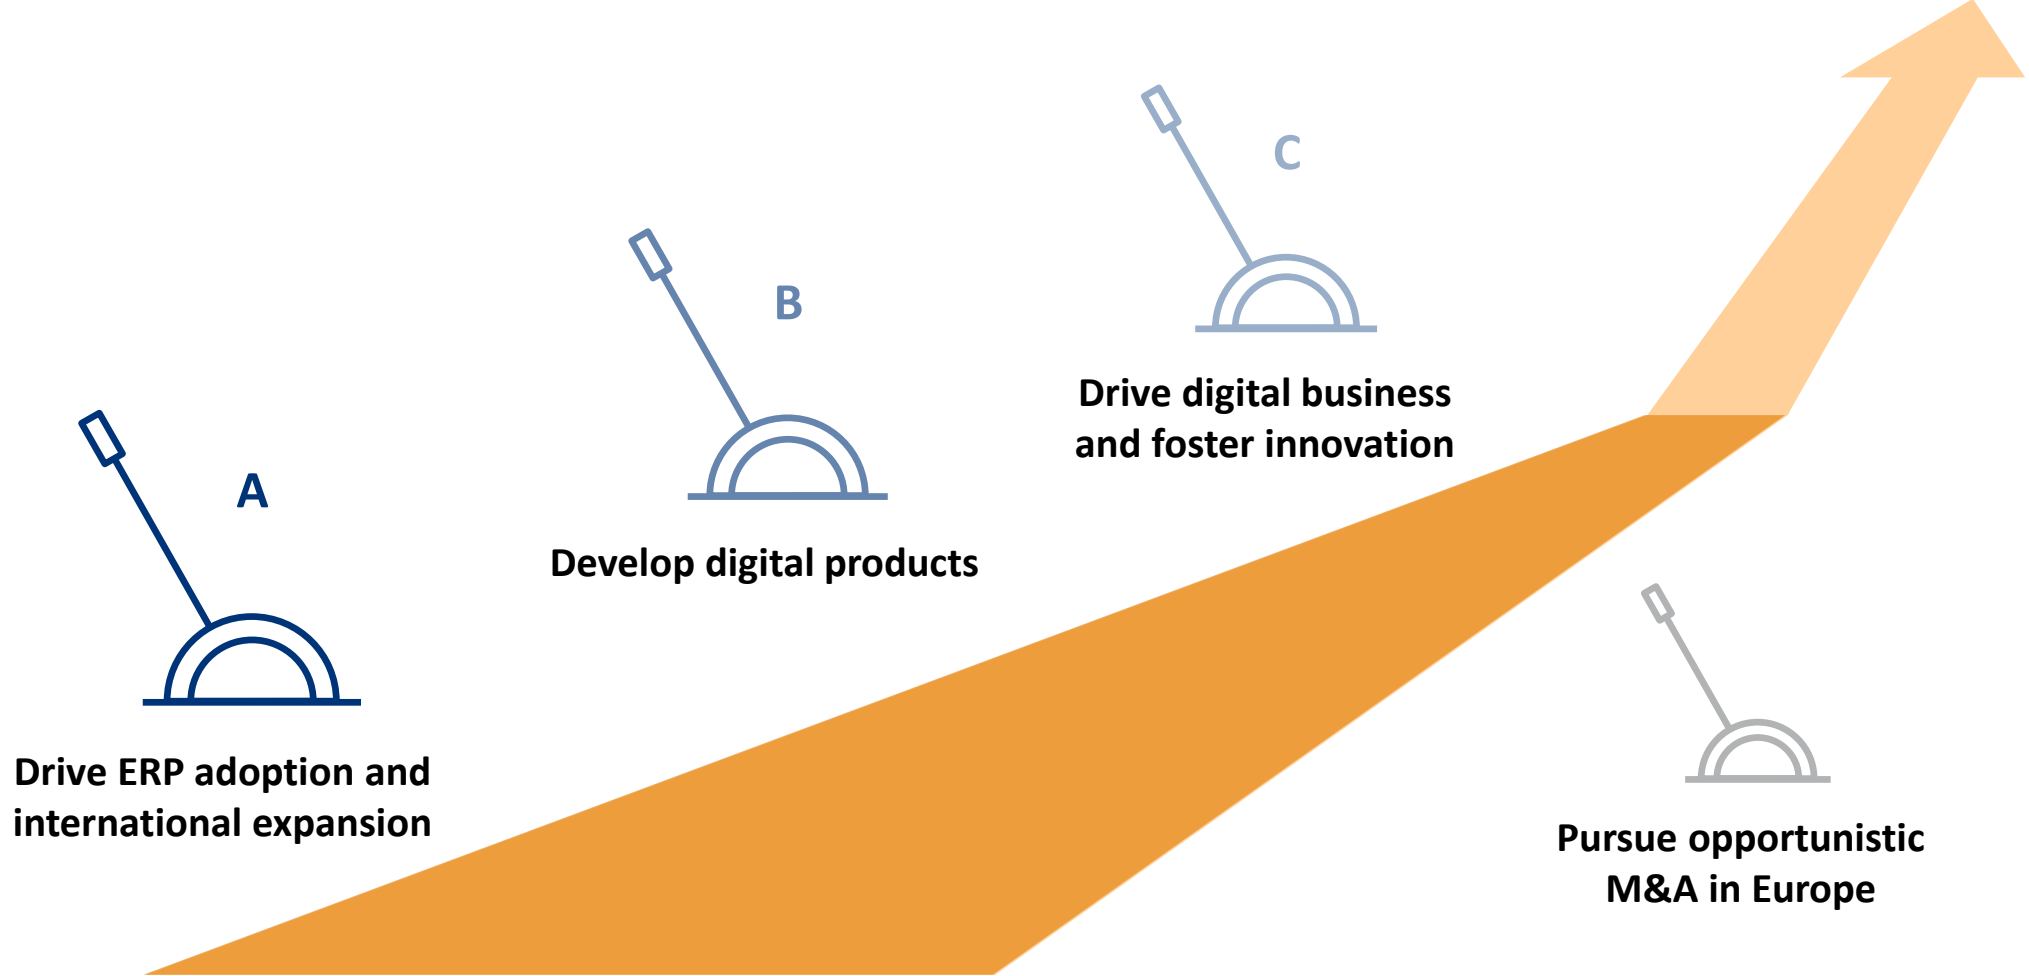 A
Drive ERP adoption and
international expansion
B
Develop digital products
C
Drive digital business
and foster innovation
Pursue opportunistic
M&A in Europe